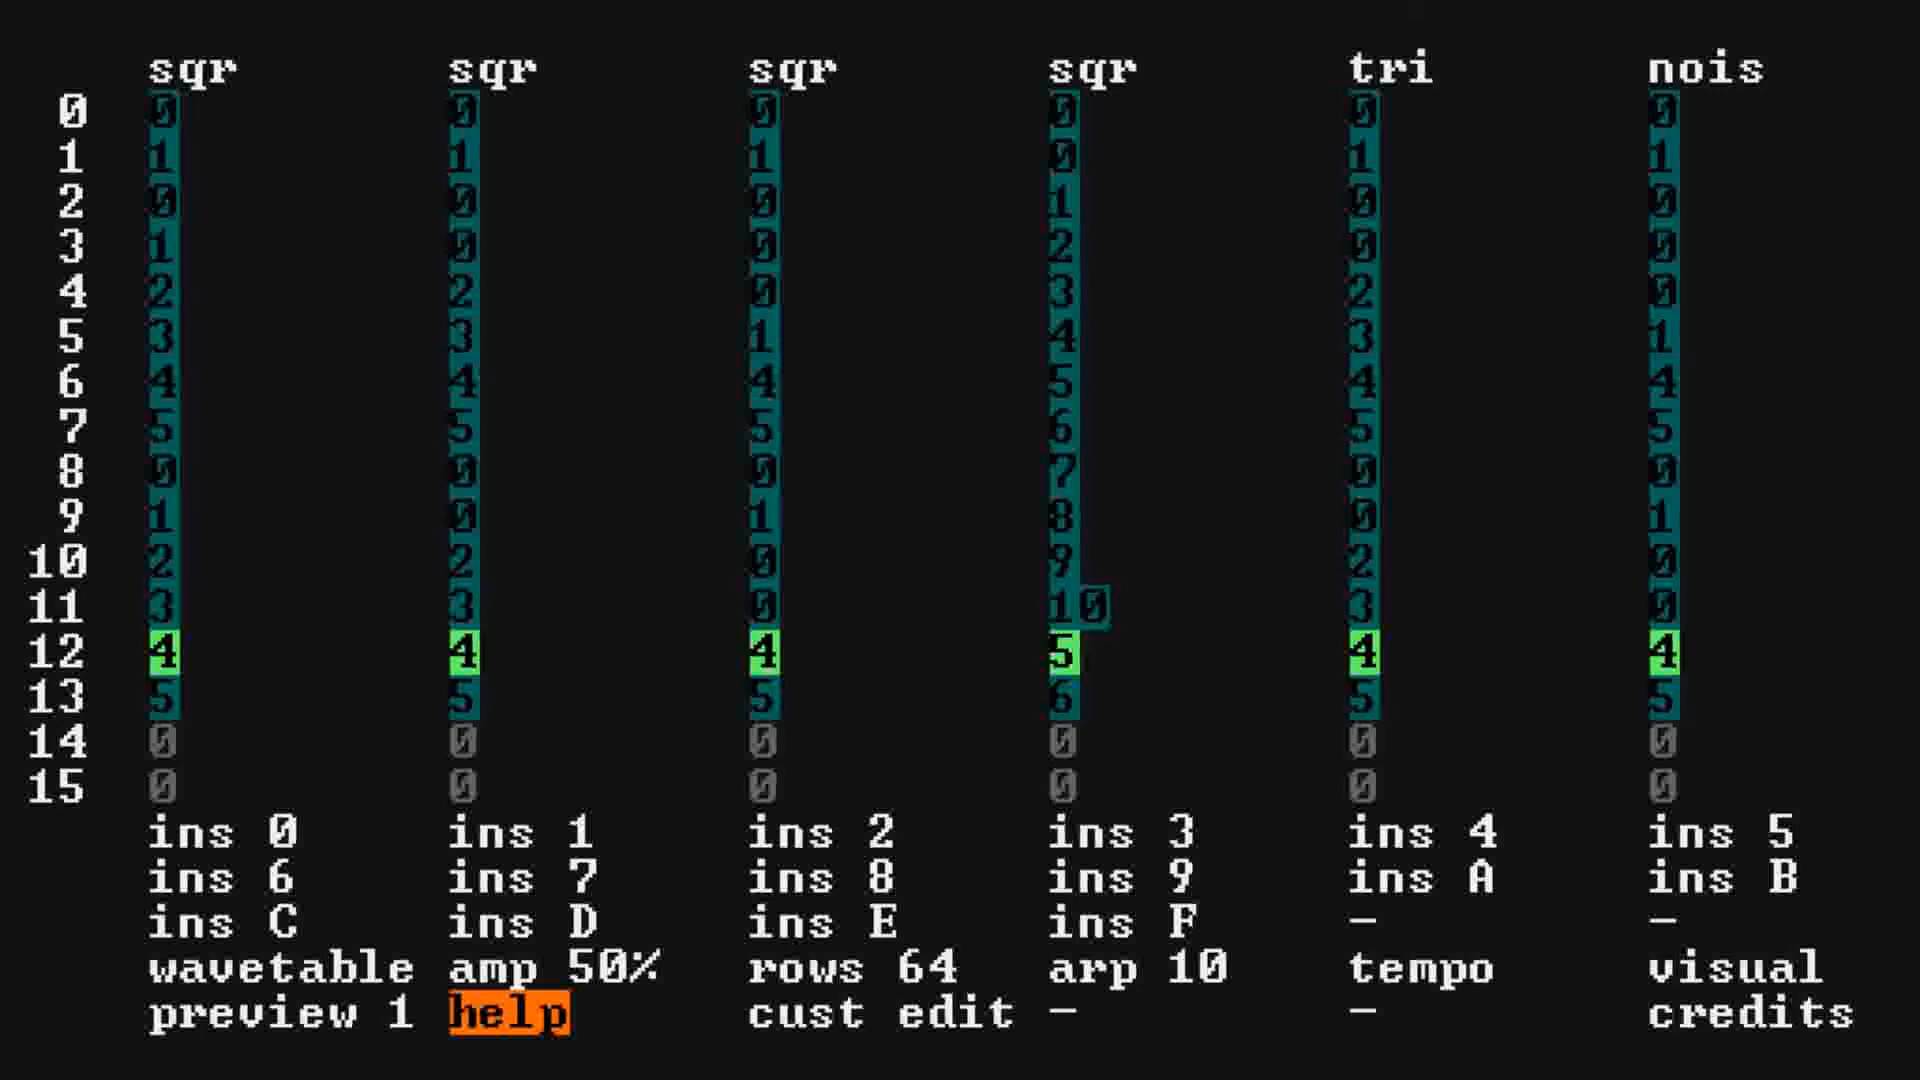 sqr sqr sqr sqr tri nois
0 0 0 0 0 0 0
1 1 1 1 0 1 1
2 0 0 0 1 0 0
3 1 0 0 2 0 0
4 2 2 0 3 2 0
5 3 3 1 4 3 1
6 4 4 4 5 4 4
7 5 5 5 6 5 5
8 0 0 0 7 0 0
9 1 0 1 8 0 1
10 2 2 0 9 2 0
11 3 3 0 10 3 0
12 4 4 4 5 4 4
13 5 5 5 6 5 5
14 0 0 0 0 0 0
15 0 0 0 0 0 0
ins 0 ins 1 ins 2 ins 3 ins 4 ins 5
ins 6 ins 7 ins 8 ins 9 ins A ins B
ins C ins D ins E ins F – –
wavetable amp 50% rows 64 arp 10 tempo visual
preview 1 help cust edit – – credits